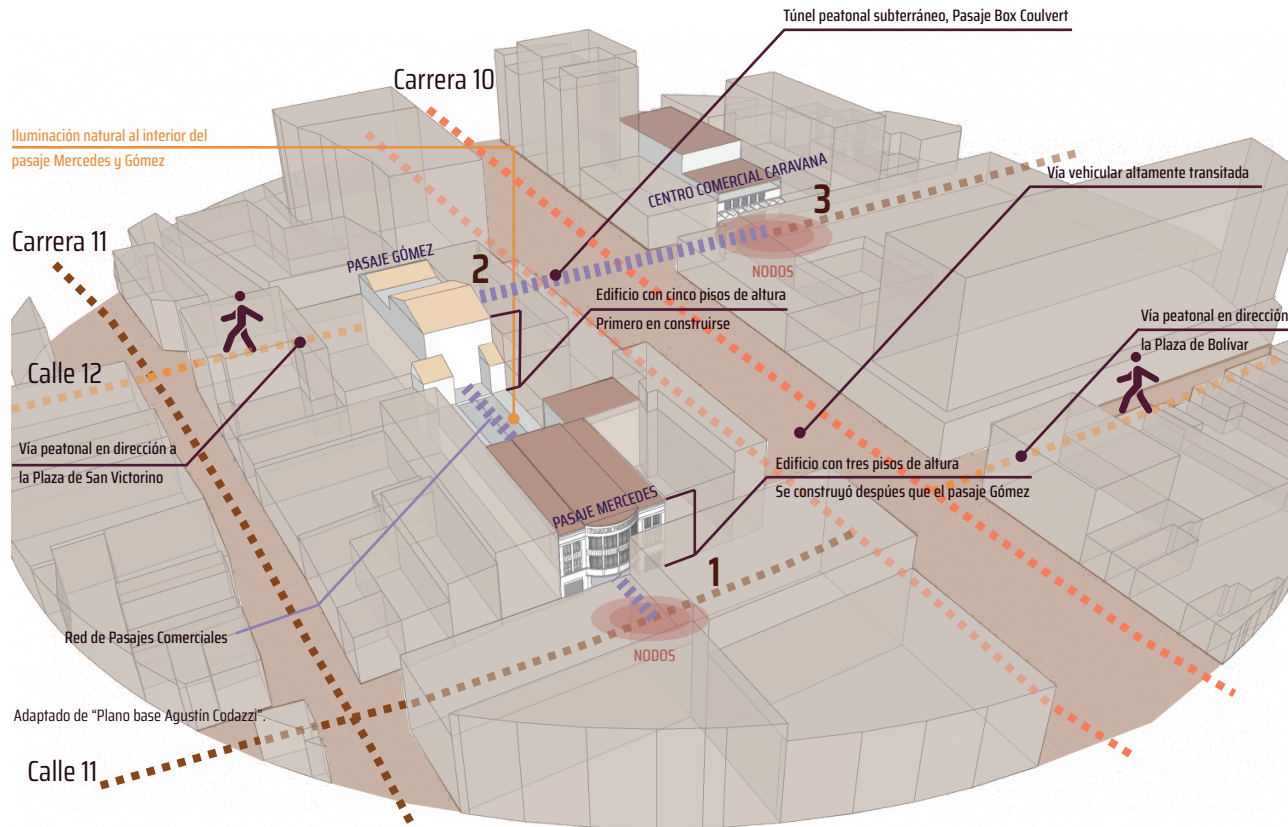 Túnel peatonal subterráneo, Pasaje Box Coulvert
Carrera 10
Iluminación natural al interior del
pasaje Mercedes y Gómez
CENTRO COMERCIAL CARAVANA
Vía vehicular altamente transitada
3
Carrera 11
PASAJE GÓMEZ
2
NODOS
Edificio con cinco pisos de altura
Primero en construirse
Vía peatonal en dirección
la Plaza de Bolívar
Calle 12
Vía peatonal en dirección a
la Plaza de San Victorino
Edificio con tres pisos de altura
Se construyó despúes que el pasaje Gómez
PASAJE MERCEDES
1
Red de Pasajes Comerciales
NODOS
Adaptado de “Plano base Agustín Codazzi”.
Calle 11